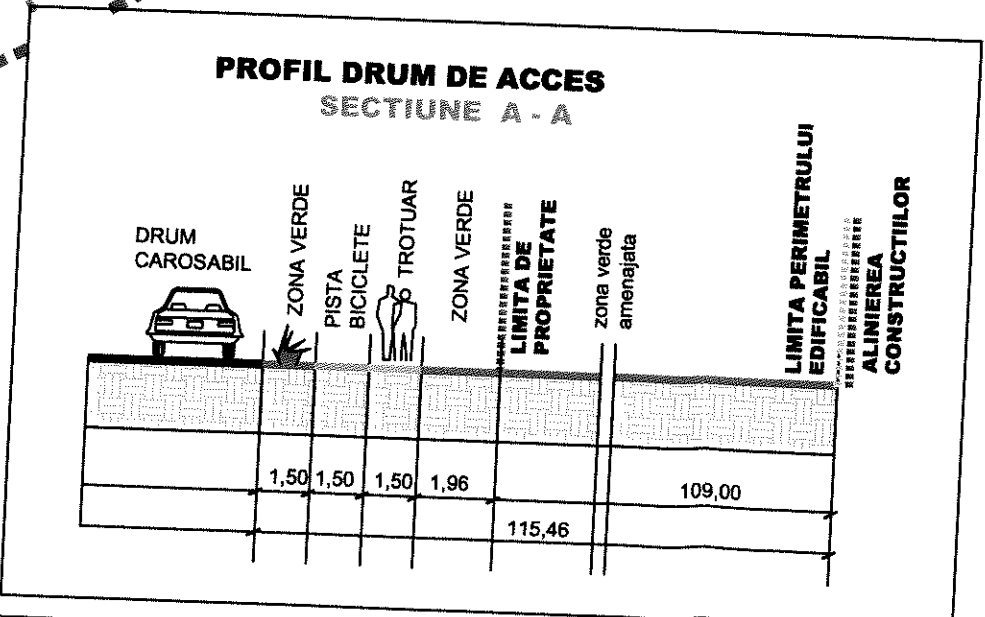 PROFIL DRUM DE ACCES
SECTIUNE A - A
DRUM
CAROSABIL
ZONA VERDE
PISTA
BICICLETE
TROTUAR
ZONA VERDE
LIMITA DE
PROPRIETATE
zona verde
amenajata
LIMITA PERIMETRULUI
EDIFICABIL
ALINIEREA
CONSTRUCTIILOR
1,50
1,50
1,50
1,96
109,00
115,46